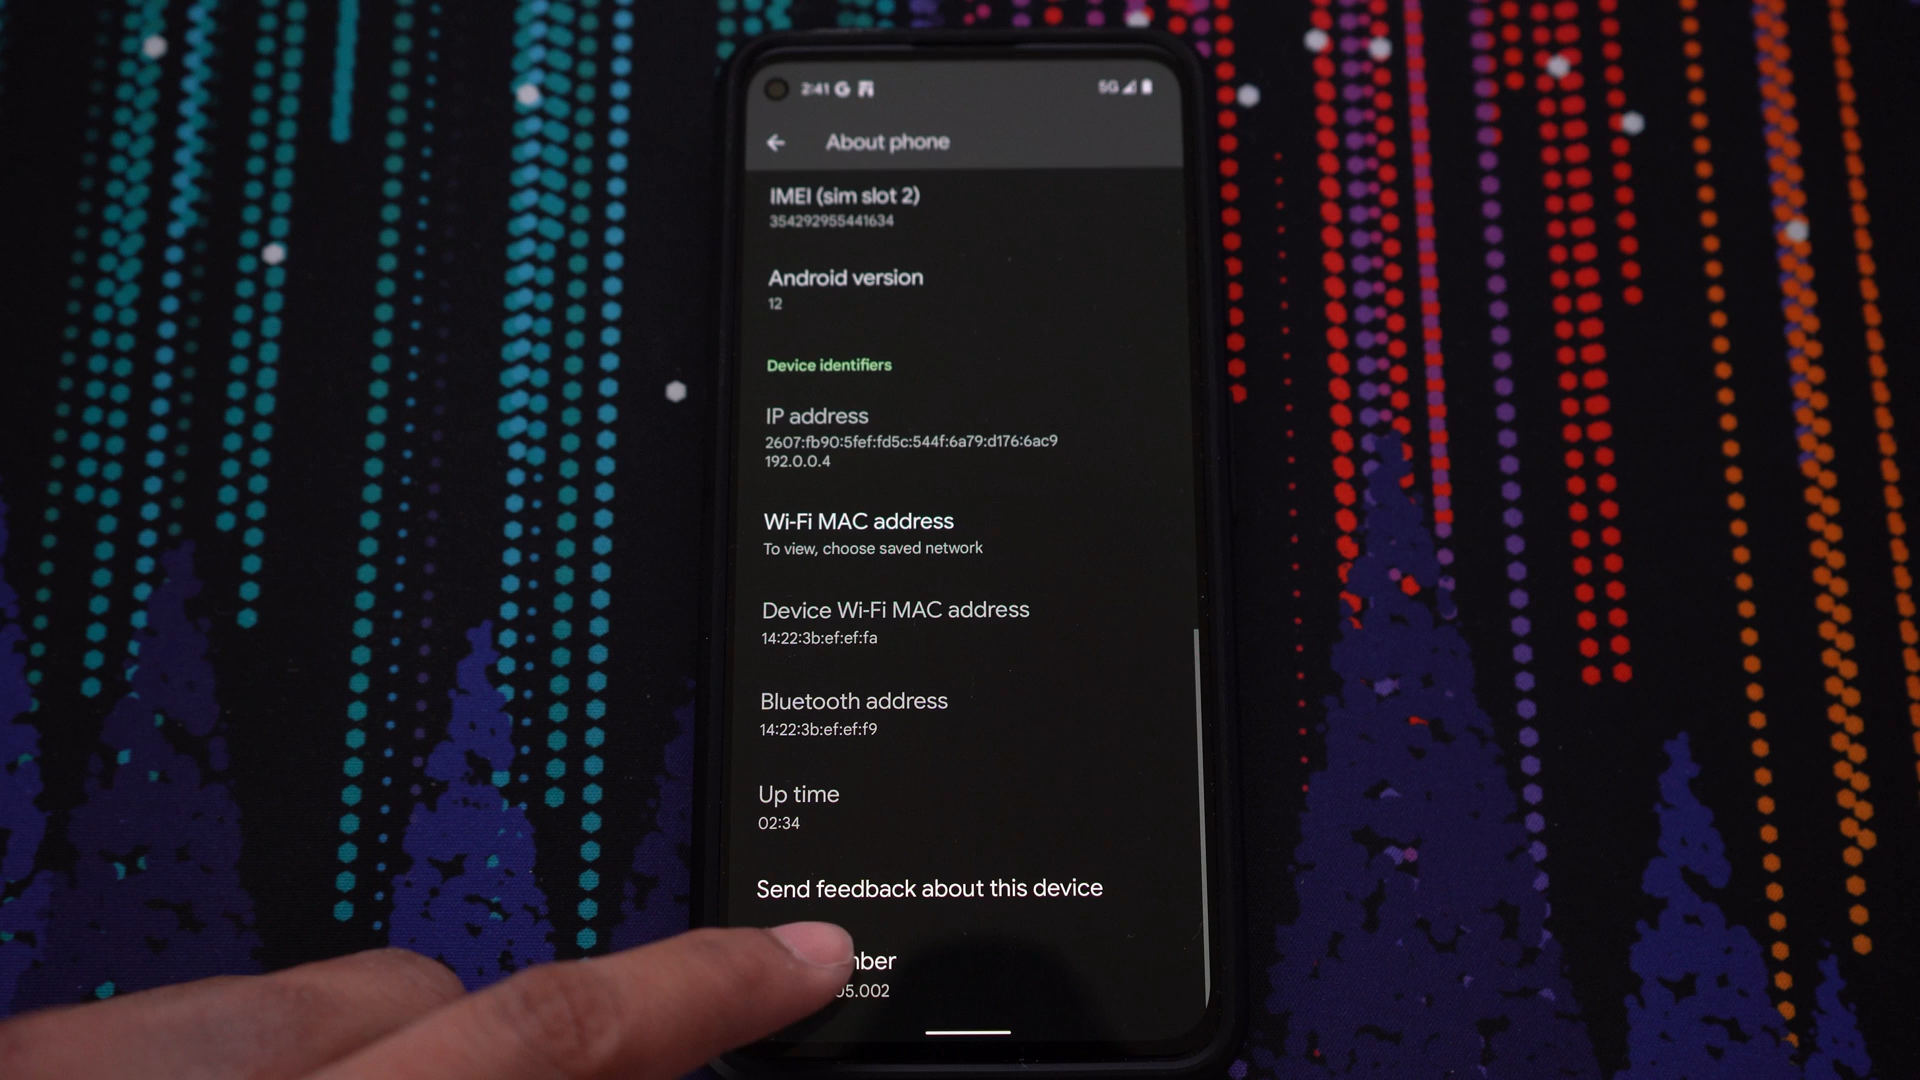 2:41 G
5G
About phone
IMEI (sim slot 2)
354292955441634
Android version
12
Device identifiers
IP address
2607:fb90:5fef:fd5c:544f:6a79:d176:6ac9
192.0.0.4
Wi-Fi MAC address
To view, choose saved network
Device Wi-Fi MAC address
14:22:3b:ef:ef:fa
Bluetooth address
14:22:3b:ef:ef:f9
Up time
02:34
Send feedback about this device
mber
05.002